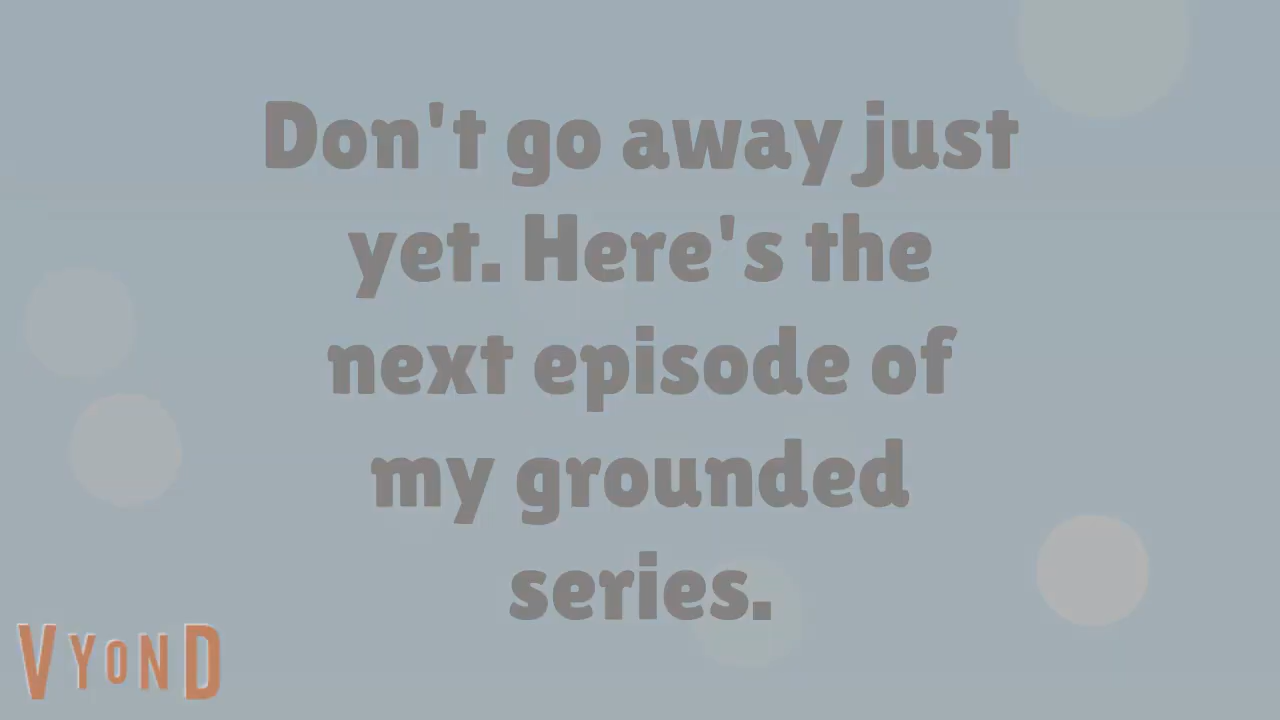 Don't go away just
yet. Here's the
next episode of
my grounded
series.
VYOND